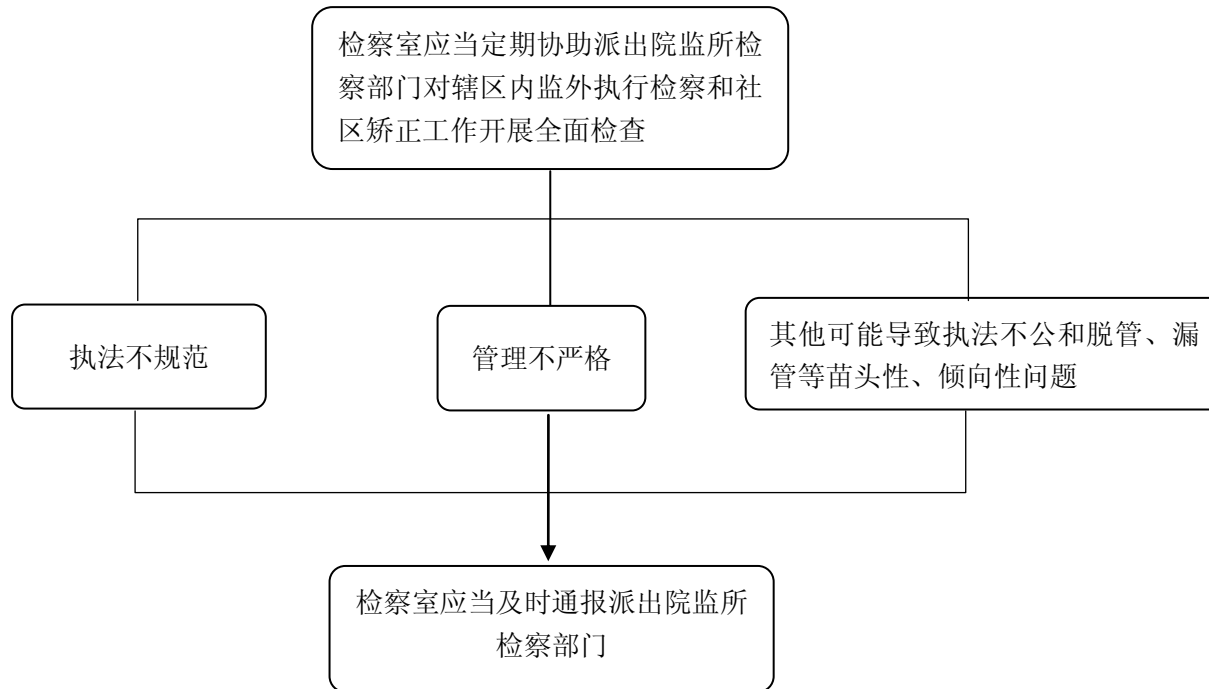 检察室应当定期协助派出院监所检
察部门对辖区内监外执行检察和社
区矫正工作开展全面检查
执法不规范
管理不严格
其他可能导致执法不公和脱管、漏
管等苗头性、倾向性问题
检察室应当及时通报派出院监所
检察部门